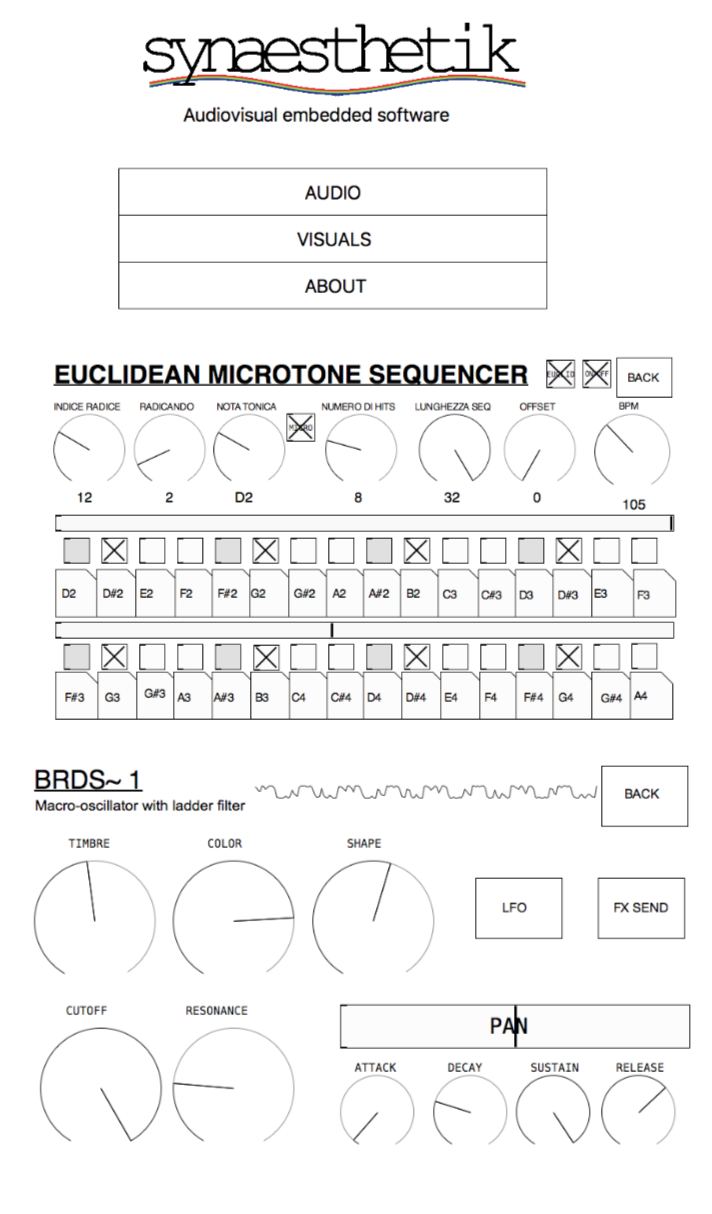 synaesthetik
Audiovisual embedded software
AUDIO
VISUALS
ABOUT
EUCLIDEAN MICROTONE SEQUENCER EUCLID ON/OFF BACK
INDICE RADICE RADICANDO NOTA TONICA MICRO NUMERO DI HITS LUNGHEZZA SEQ OFFSET BPM
12 2 D2 8 32 0 105
D2 D#2 E2 F2 F#2 G2 G#2 A2 A#2 B2 C3 C#3 D3 D#3 E3 F3
F#3 G3 G#3 A3 A#3 B3 C4 C#4 D4 D#4 E4 F4 F#4 G4 G#4 A4
BRDS~ 1
Macro-oscillator with ladder filter
BACK
TIMBRE COLOR SHAPE
LFO FX SEND
CUTOFF RESONANCE
PAN
ATTACK DECAY SUSTAIN RELEASE